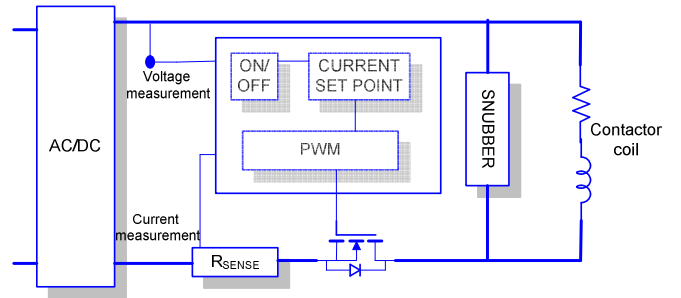 AC/DC
Voltage
measurement
ON/
OFF
CURRENT
SET POINT
PWM
SNUBBER
Contactor
coil
Current
measurement
RSENSE